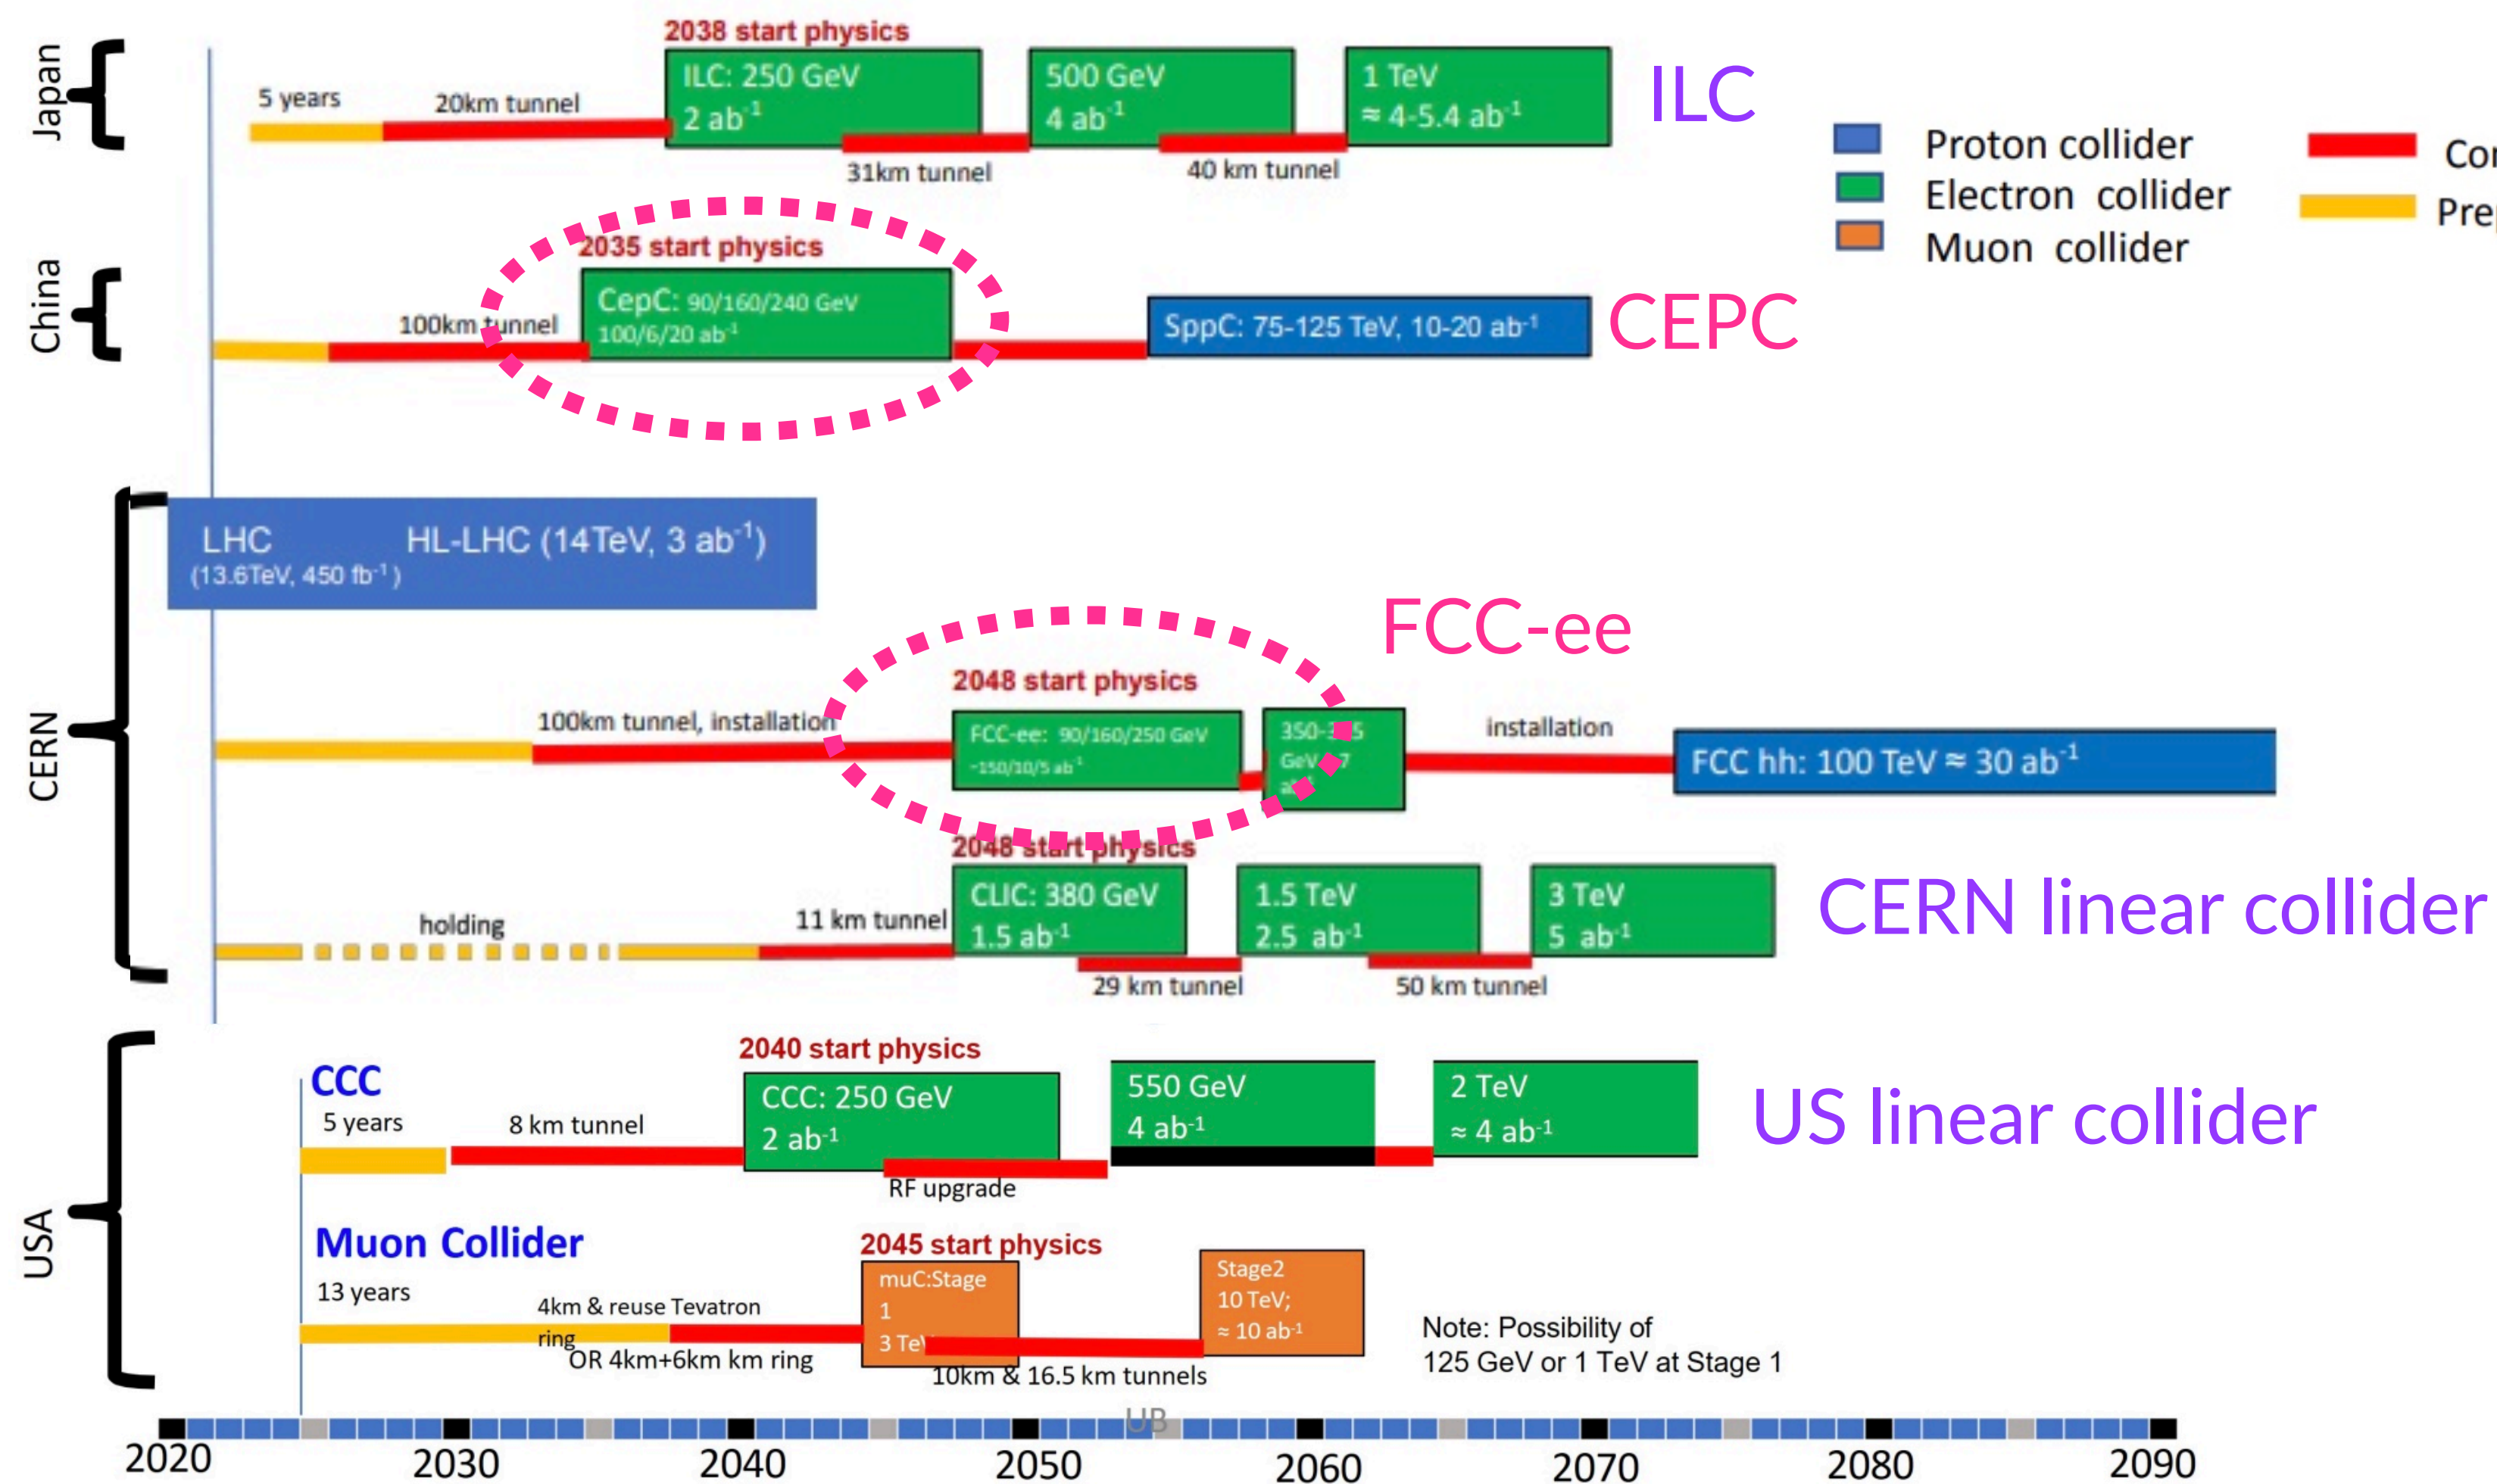 Japan
2038 start physics
5 years
20km tunnel
ILC: 250 GeV
2 ab-1
500 GeV
4 ab-1
1 TeV
≈ 4-5.4 ab-1
31km tunnel
40 km tunnel
ILC
Proton collider
Electron collider
Muon collider
China
2035 start physics
100km tunnel
CepC: 90/160/240 GeV
100/6/20 ab-1
SppC: 75-125 TeV, 10-20 ab-1
CEPC
CERN
LHC HL-LHC (14TeV, 3 ab-1)
(13.6TeV, 450 fb-1)
FCC-ee
2048 start physics
100km tunnel, installation
FCC-ee: 90/160/250 GeV
~150/10/5 ab-1
GeV
installation
FCC hh: 100 TeV ≈ 30 ab-1
2048 start physics
holding
11 km tunnel
CLIC: 380 GeV
1.5 ab-1
1.5 TeV
2.5 ab-1
3 TeV
5 ab-1
29 km tunnel
50 km tunnel
CERN linear collider
USA
CCC
5 years
8 km tunnel
2040 start physics
CCC: 250 GeV
2 ab-1
RF upgrade
550 GeV
4 ab-1
2 TeV
≈ 4 ab-1
US linear collider
Muon Collider
13 years
4km & reuse Tevatron
ring
OR 4km+6km km ring
2045 start physics
muC:Stage
1
3 TeV
10km & 16.5 km tunnels
Stage2
10 TeV;
≈ 10 ab-1
Note: Possibility of
125 GeV or 1 TeV at Stage 1
UB
2020 2030 2040 2050 2060 2070 2080 2090